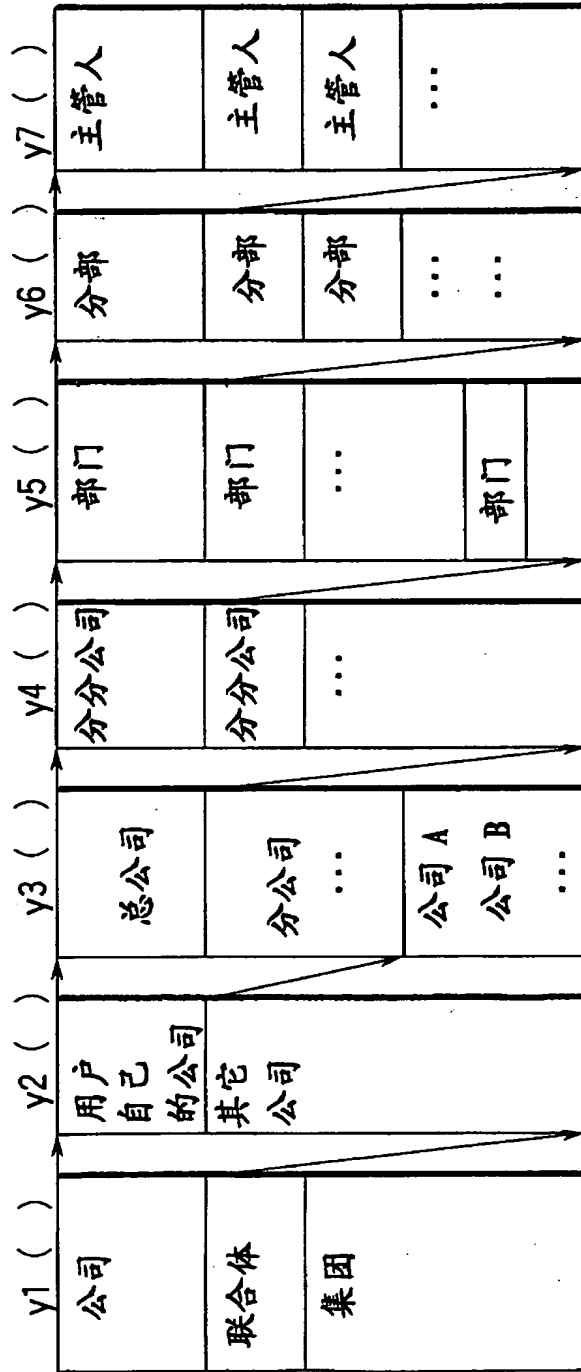 y1 ( )
公司
联合体
集团
y2 ( )
用户
自己
的公司
其它
公司
y3 ( )
总公司
分公司
...
公司 A
公司 B
...
y4 ( )
分分公司
分分公司
...
y5 ( )
部门
部门
...
部门
y6 ( )
分部
分部
分部
...
...
y7 ( )
主管人
主管人
主管人
...